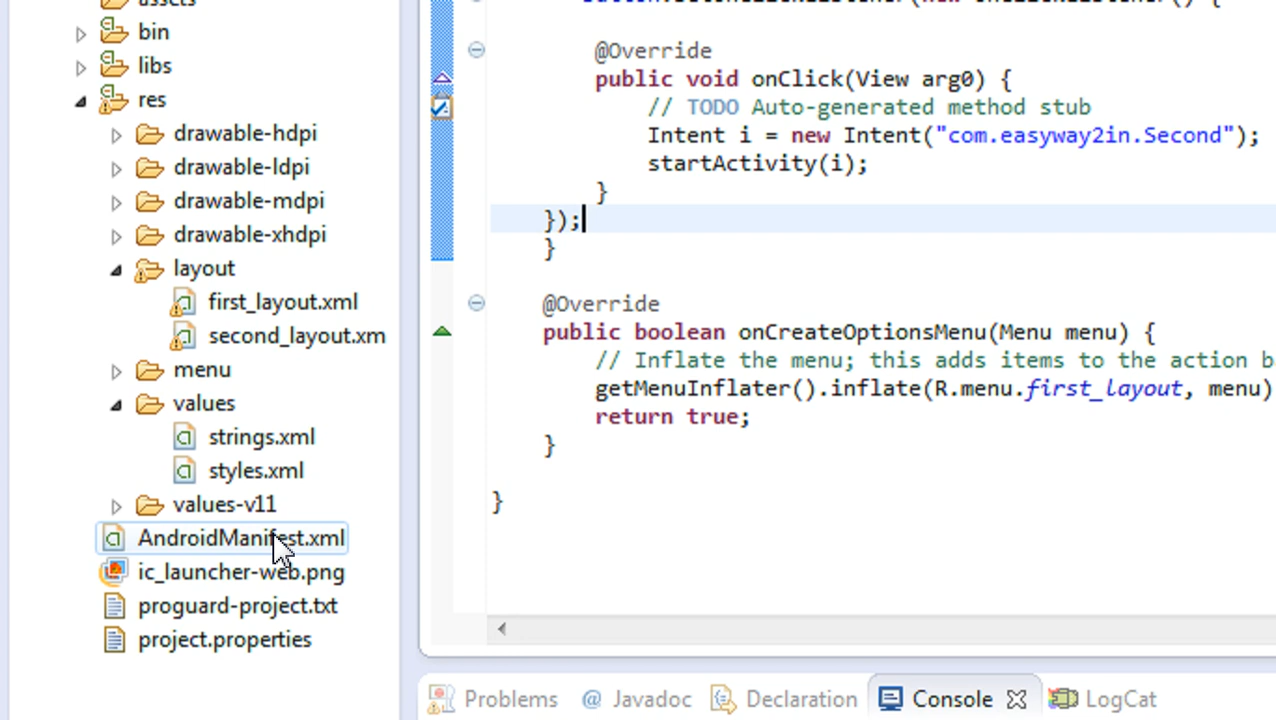 assets
bin
libs
res
drawable-hdpi
drawable-ldpi
drawable-mdpi
drawable-xhdpi
layout
first_layout.xml
second_layout.xm
menu
values
strings.xml
styles.xml
values-v11
AndroidManifest.xml
ic_launcher-web.png
proguard-project.txt
project.properties
@Override
public void onClick(View arg0) {
// TODO Auto-generated method stub
Intent i = new Intent("com.easyway2in.Second");
startActivity(i);
}
});
}
@Override
public boolean onCreateOptionsMenu(Menu menu) {
// Inflate the menu; this adds items to the action b
getMenuInflater().inflate(R.menu.first_layout, menu)
return true;
}
}
Problems @ Javadoc Declaration Console LogCat